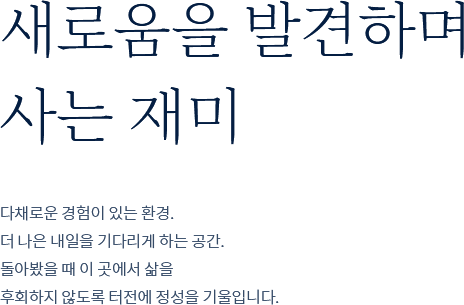 새로움을 발견하며
사는 재미
다채로운 경험이 있는 환경.
더 나은 내일을 기다리게 하는 공간.
돌아봤을 때 이 곳에서 삶을
후회하지 않도록 터전에 정성을 기울입니다.